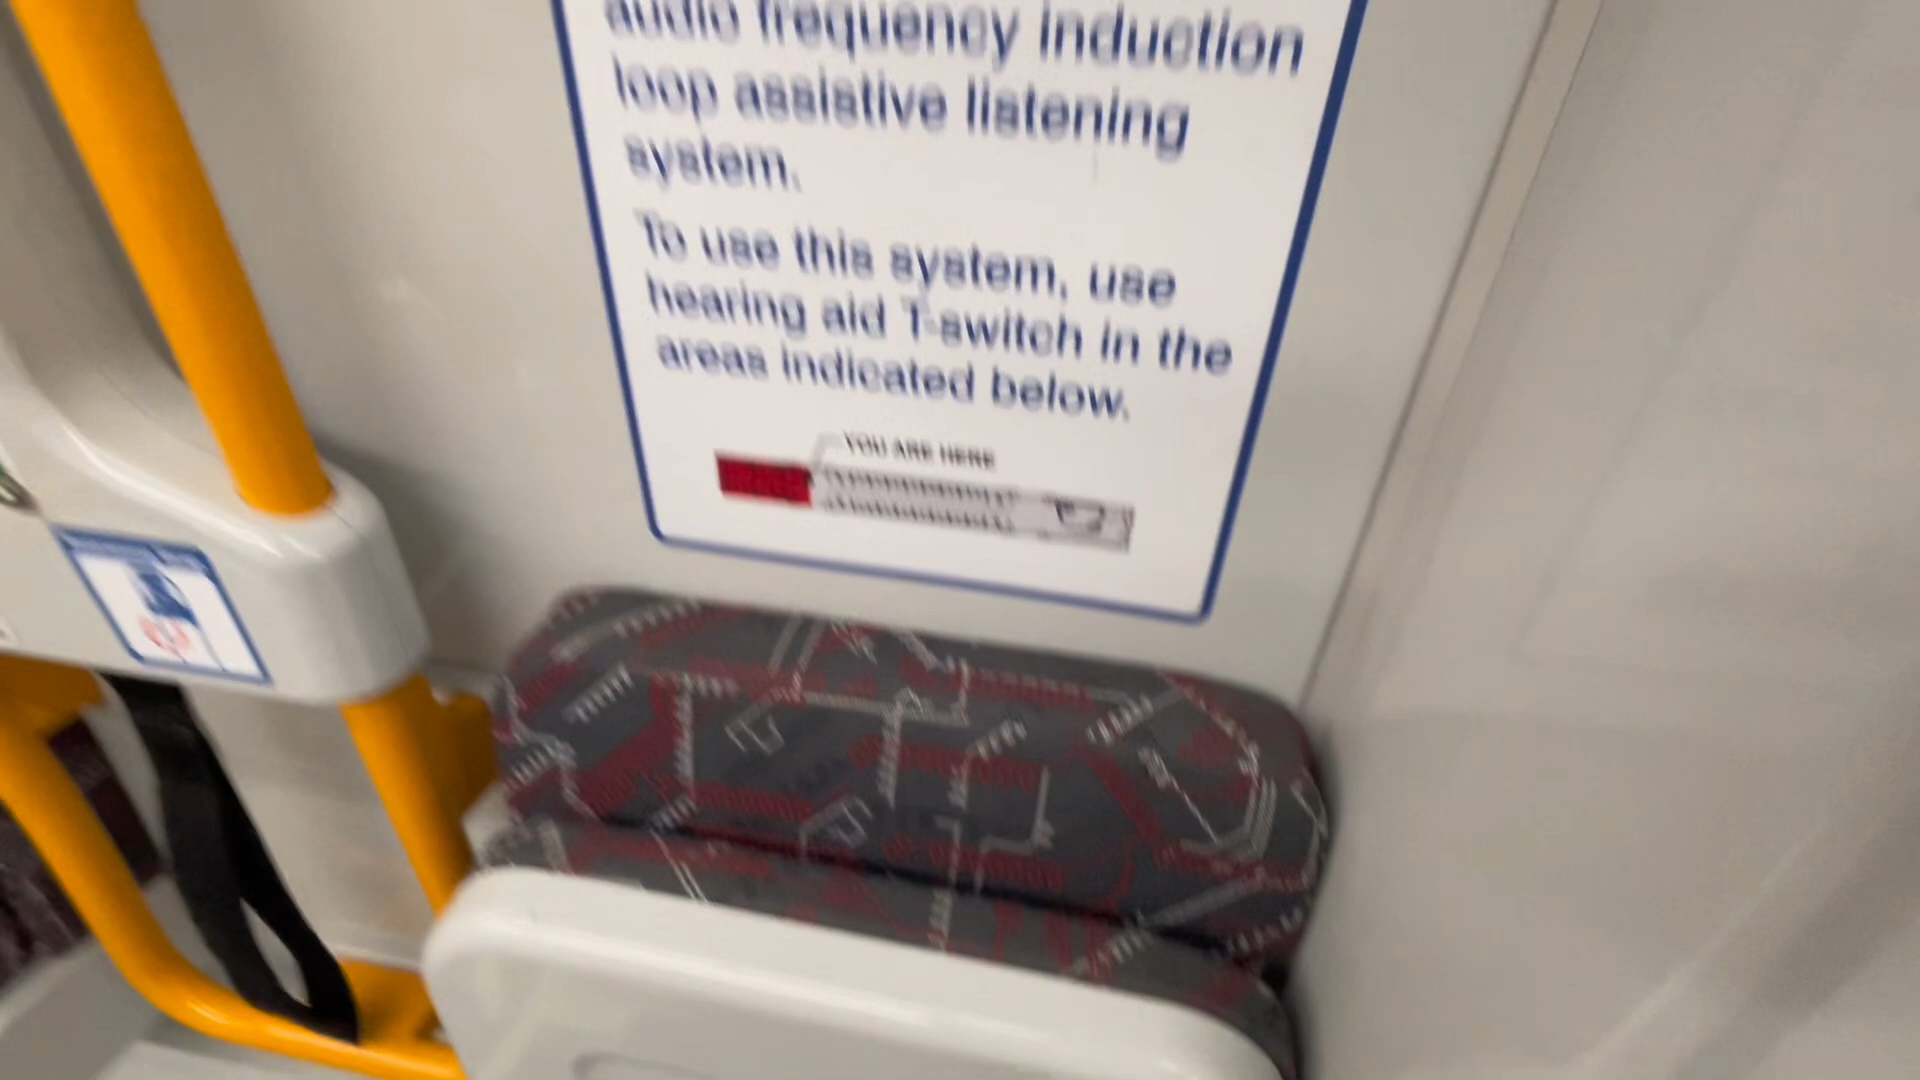 audio frequency induction
loop assistive listening
system.
To use this system, use
hearing aid T-switch in the
areas indicated below.
YOU ARE HERE